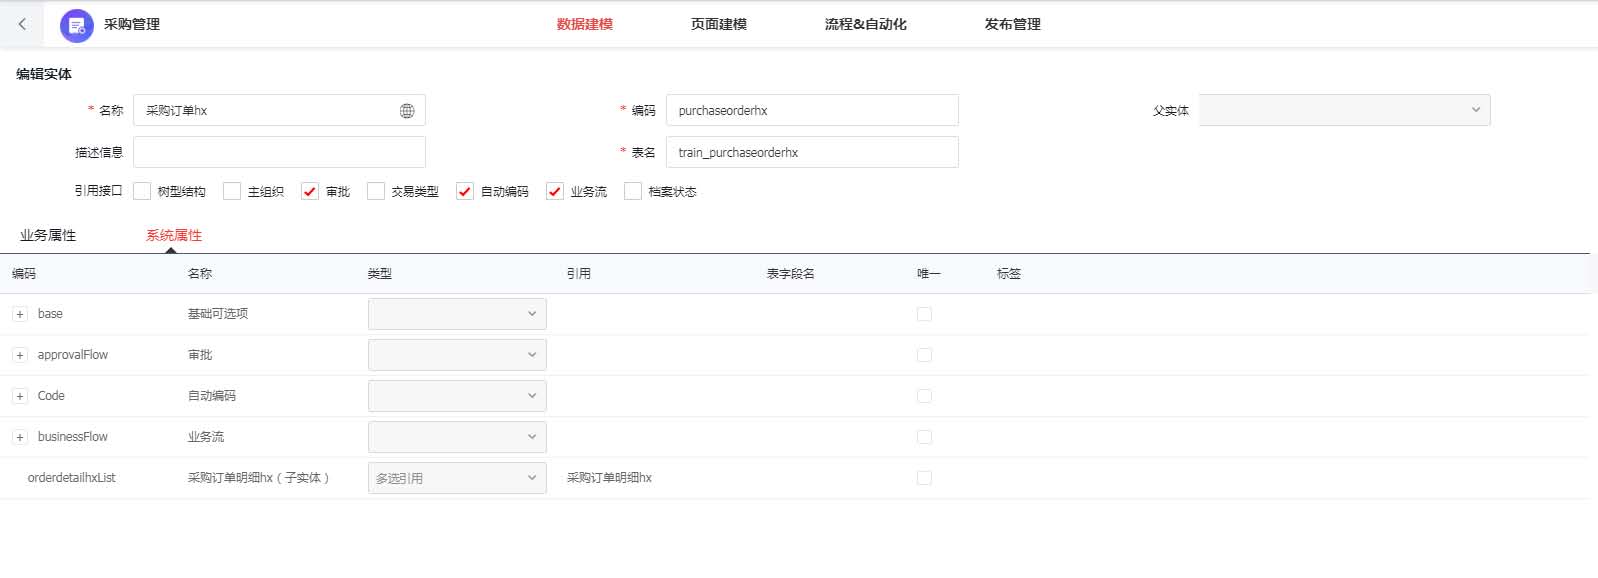 采购管理 数据建模 页面建模 流程&自动化 发布管理
编辑实体
* 名称 采购订单hx * 编码 purchaseorderhx 父实体
描述信息 * 表名 train_purchaseorderhx
引用接口 树型结构 主组织 审批 交易类型 自动编码 业务流 档案状态
业务属性 系统属性
编码 名称 类型 引用 表字段名 唯一 标签
+ base 基础可选项
+ approvalFlow 审批
+ Code 自动编码
+ businessFlow 业务流
orderdetailhxList 采购订单明细hx（子实体） 多选引用 采购订单明细hx